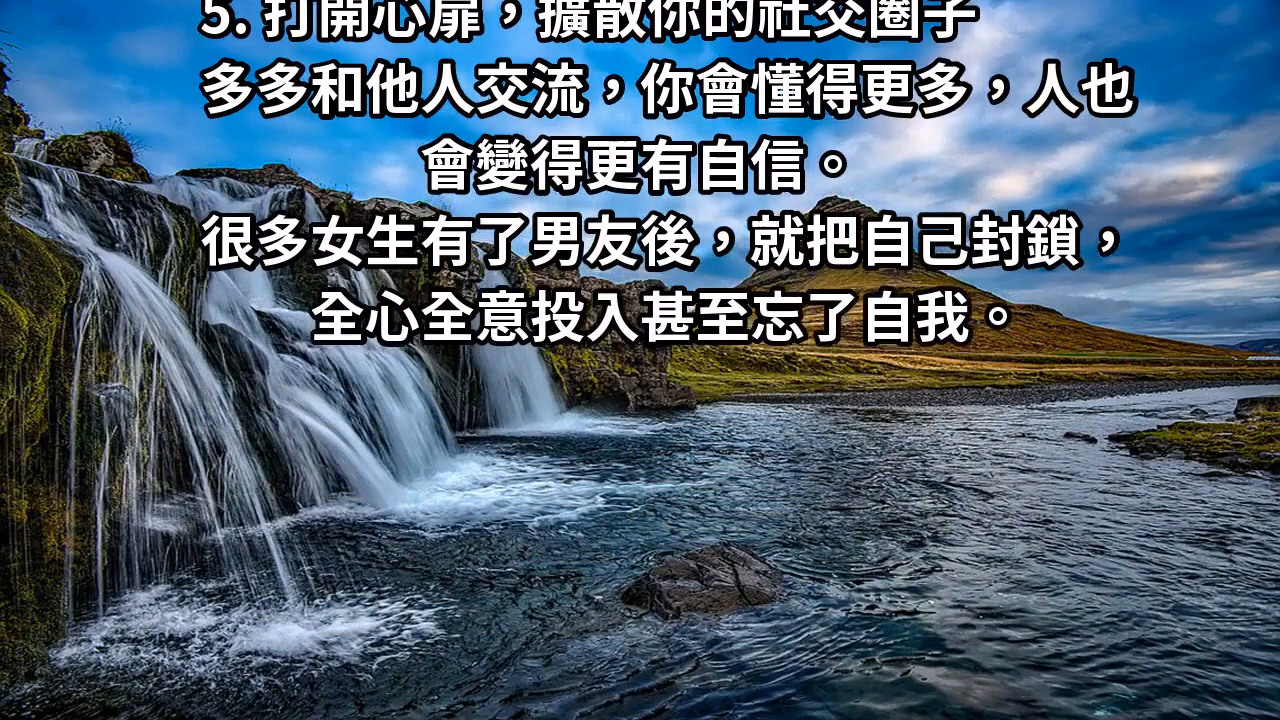 5. 打開心扉，擴散你的社交圈子
多多和他人交流，你會懂得更多，人也
會變得更有自信。
很多女生有了男友後，就把自己封鎖，
全心全意投入甚至忘了自我。